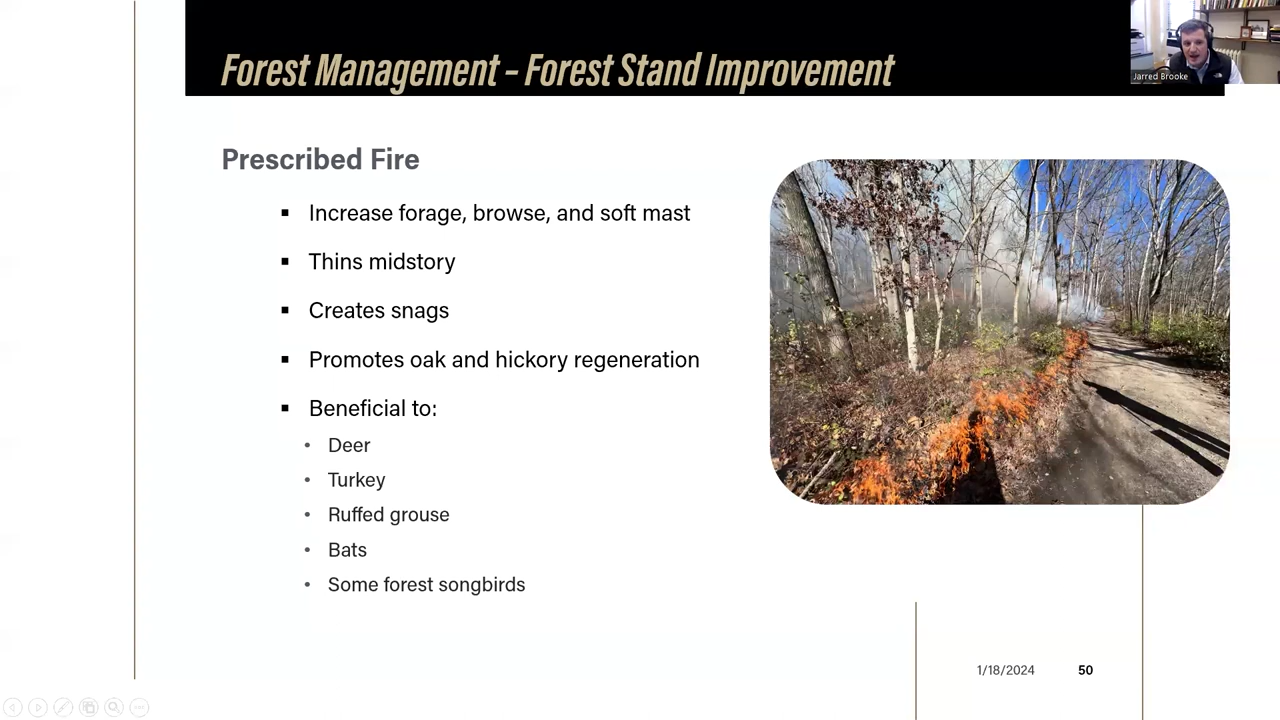 Forest Management – Forest Stand Improvement
Jarred Brooke
Prescribed Fire
Increase forage, browse, and soft mast
Thins midstory
Creates snags
Promotes oak and hickory regeneration
Beneficial to:
Deer
Turkey
Ruffed grouse
Bats
Some forest songbirds
1/18/2024
50